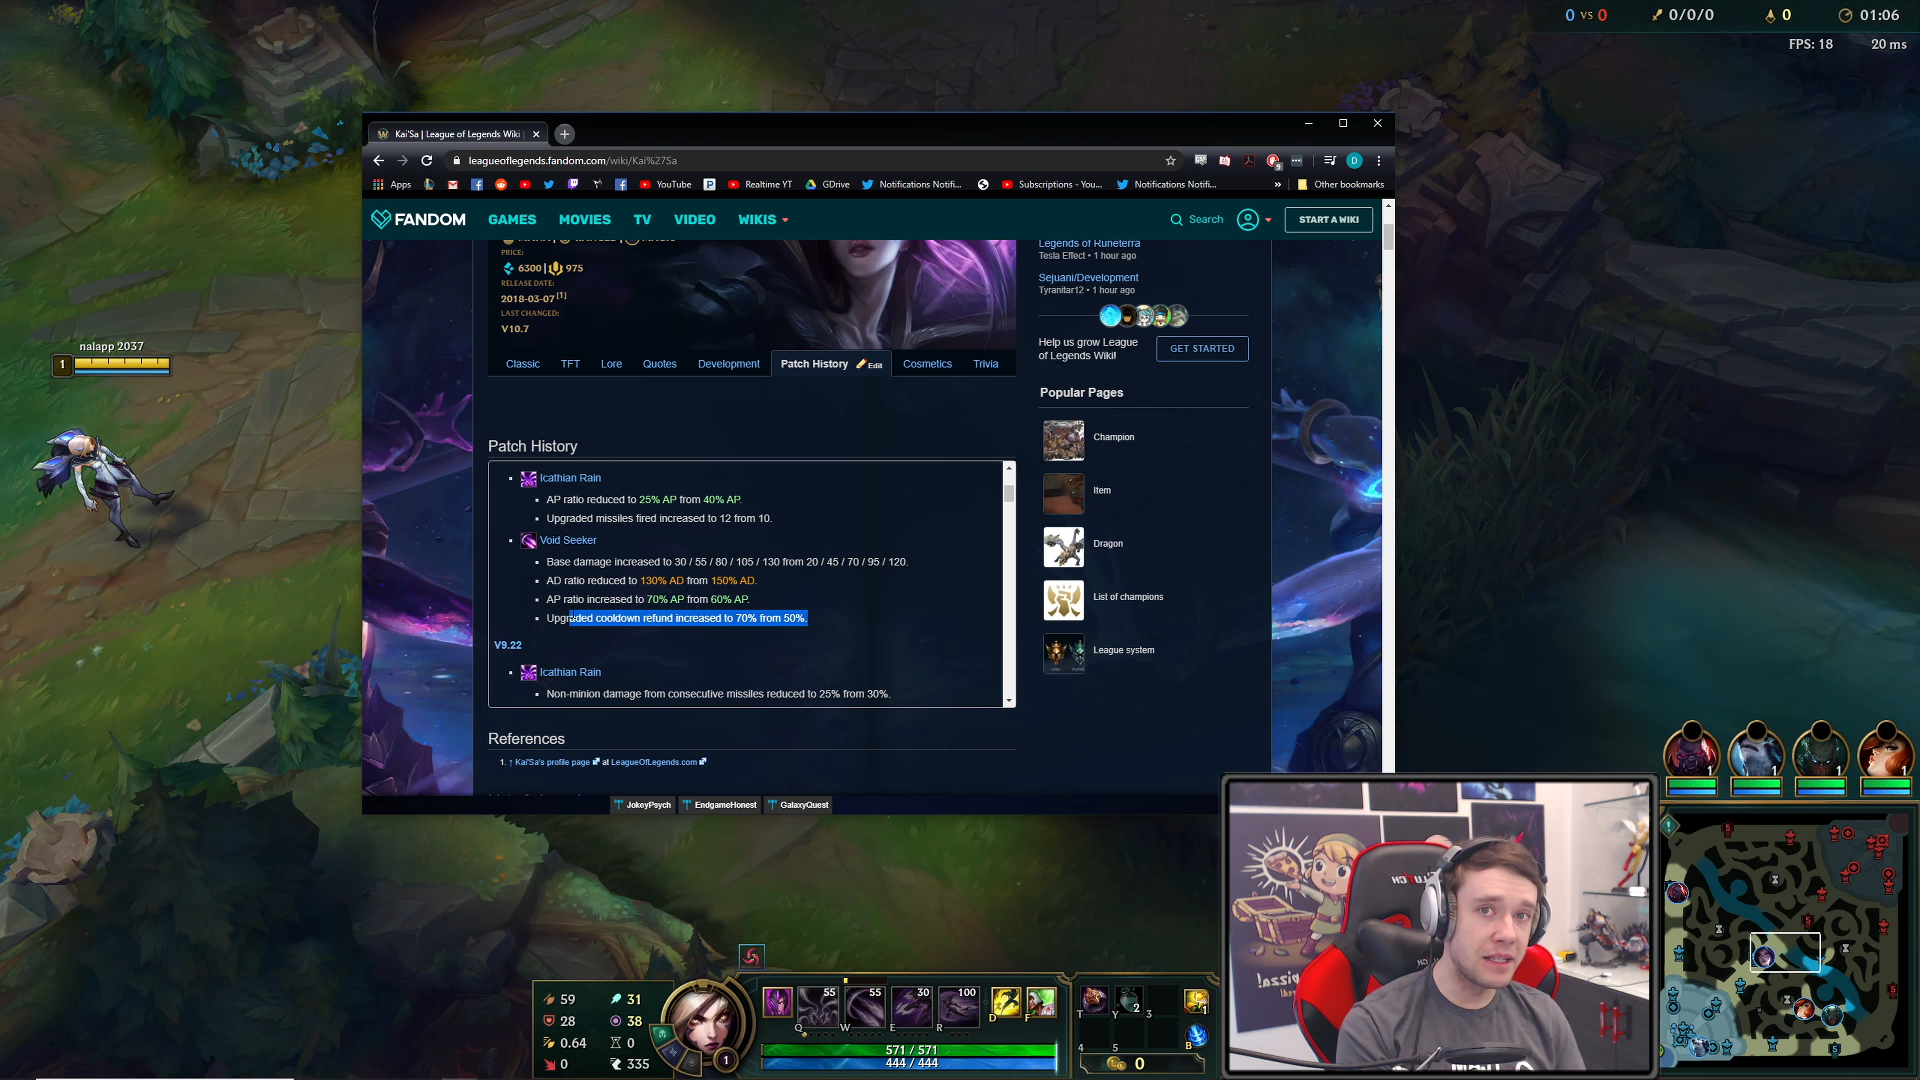 0 vs 0 0/0/0 0 01:06
FPS: 18 20 ms
Kai'Sa | League of Legends Wiki
leagueoflegends.fandom.com/wiki/Kai%27Sa
Apps YouTube Realtime YT GDrive Notifications Notifi... Subscriptions - You... Notifications Notifi... » Other bookmarks
FANDOM GAMES MOVIES TV VIDEO WIKIS Search START A WIKI
PRICE:
6300 | 975
RELEASE DATE:
2018-03-07 [1]
LAST CHANGED:
V10.7
Legends of Runeterra
Tesla Effect • 1 hour ago
Sejuani/Development
Tyranitar12 • 1 hour ago
Help us grow League
of Legends Wiki!
GET STARTED
Classic TFT Lore Quotes Development Patch History Edit Cosmetics Trivia
Popular Pages
Champion
Item
Dragon
List of champions
League system
Patch History
Icathian Rain
AP ratio reduced to 25% AP from 40% AP.
Upgraded missiles fired increased to 12 from 10.
Void Seeker
Base damage increased to 30 / 55 / 80 / 105 / 130 from 20 / 45 / 70 / 95 / 120.
AD ratio reduced to 130% AD from 150% AD.
AP ratio increased to 70% AP from 60% AP.
Upgraded cooldown refund increased to 70% from 50%.
V9.22
Icathian Rain
Non-minion damage from consecutive missiles reduced to 25% from 30%.
References
1. ↑ Kai'Sa's profile page at LeagueOfLegends.com
JokeyPsych EndgameHonest GalaxyQuest
nalapp 2037
1
1 1 1 1
59 31
28 38
0.64 0
0 335
1
55 55 30 100
Q W E R D F
571 / 571
444 / 444
T Y 2 3 1
4 5 B
0